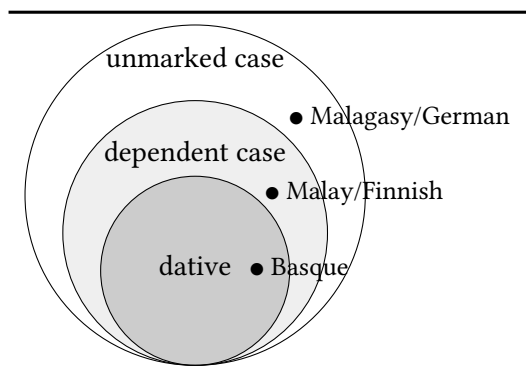 unmarked case
● Malagasy/German
dependent case
● Malay/Finnish
dative ● Basque